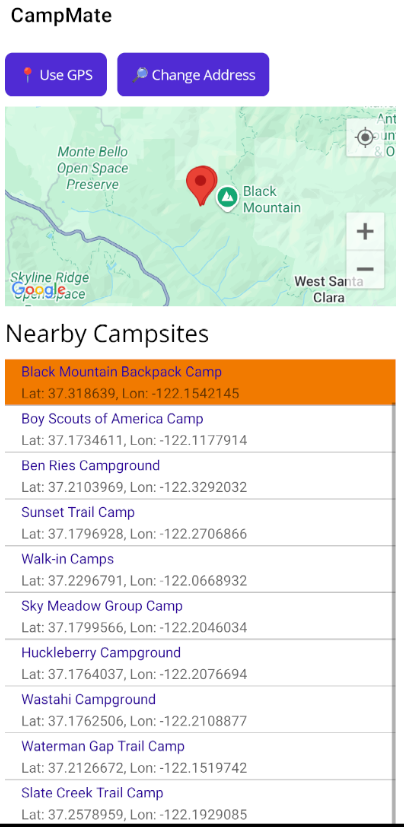 CampMate
📍 Use GPS
🔎 Change Address
Ant
Monte Bello
Open Space
Preserve
& O
Black
Mountain
Skyline Ridge
Open Space
Google
West Santa
Clara
Nearby Campsites
Black Mountain Backpack Camp
Lat: 37.318639, Lon: -122.1542145
Boy Scouts of America Camp
Lat: 37.1734611, Lon: -122.1177914
Ben Ries Campground
Lat: 37.2103969, Lon: -122.3292032
Sunset Trail Camp
Lat: 37.1796928, Lon: -122.2706866
Walk-in Camps
Lat: 37.2296791, Lon: -122.0668932
Sky Meadow Group Camp
Lat: 37.1799566, Lon: -122.2046034
Huckleberry Campground
Lat: 37.1764037, Lon: -122.2076694
Wastahi Campground
Lat: 37.1762506, Lon: -122.2108877
Waterman Gap Trail Camp
Lat: 37.2126672, Lon: -122.1519742
Slate Creek Trail Camp
Lat: 37.2578959, Lon: -122.1929085